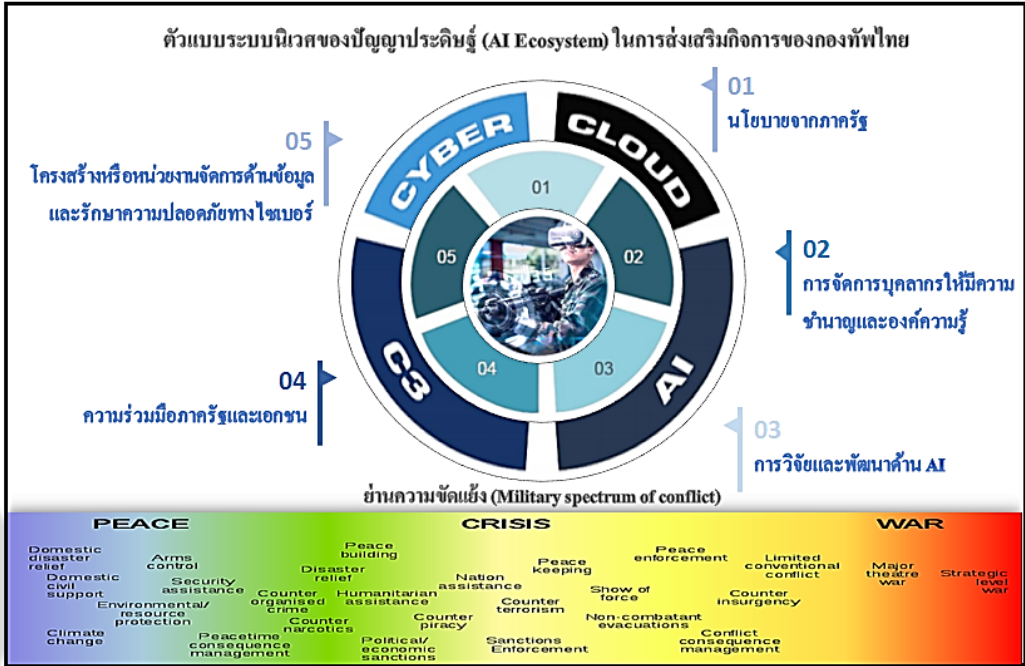 ตัวแบบระบบนิเวศของปัญญาประดิษฐ์ (AI Ecosystem) ในการส่งเสริมกิจการของกองทัพไทย
01
นโยบายจากภาครัฐ
02
การจัดการบุคลากรให้มีความ
ชำนาญและองค์ความรู้
03
การวิจัยและพัฒนาด้าน AI
04
ความร่วมมือภาครัฐและเอกชน
05
โครงสร้างหรือหน่วยงานจัดการด้านข้อมูล
และรักษาความปลอดภัยทางไซเบอร์
CYBER
CLOUD
AI
C3
01
02
03
04
05
ย่านความขัดแย้ง (Military spectrum of conflict)
PEACE
CRISIS
WAR
Domestic
disaster
relief
Domestic
civil
support
Climate
change
Arms
control
Security
assistance
Environmental/
resource
protection
Peacetime
consequence
management
Counter
organised
crime
Counter
narcotics
Peace
building
Disaster
relief
Humanitarian
assistance
Political/
economic
sanctions
Counter
piracy
Nation
assistance
Counter
terrorism
Sanctions
Enforcement
Peace
keeping
Show of
force
Non-combatant
evacuations
Peace
enforcement
Counter
insurgency
Conflict
consequence
management
Limited
conventional
conflict
Major
theatre
war
Strategic
level
war